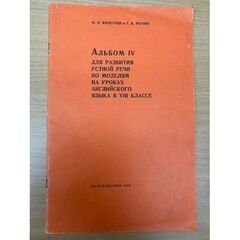 АЛЬБОМ IV
ДЛЯ РАЗВИТИЯ
УСТНОЙ РЕЧИ
ПО МОДЕЛЯМ
НА УРОКАХ
АНГЛИЙСКОГО
ЯЗЫКА В VIII КЛАССЕ